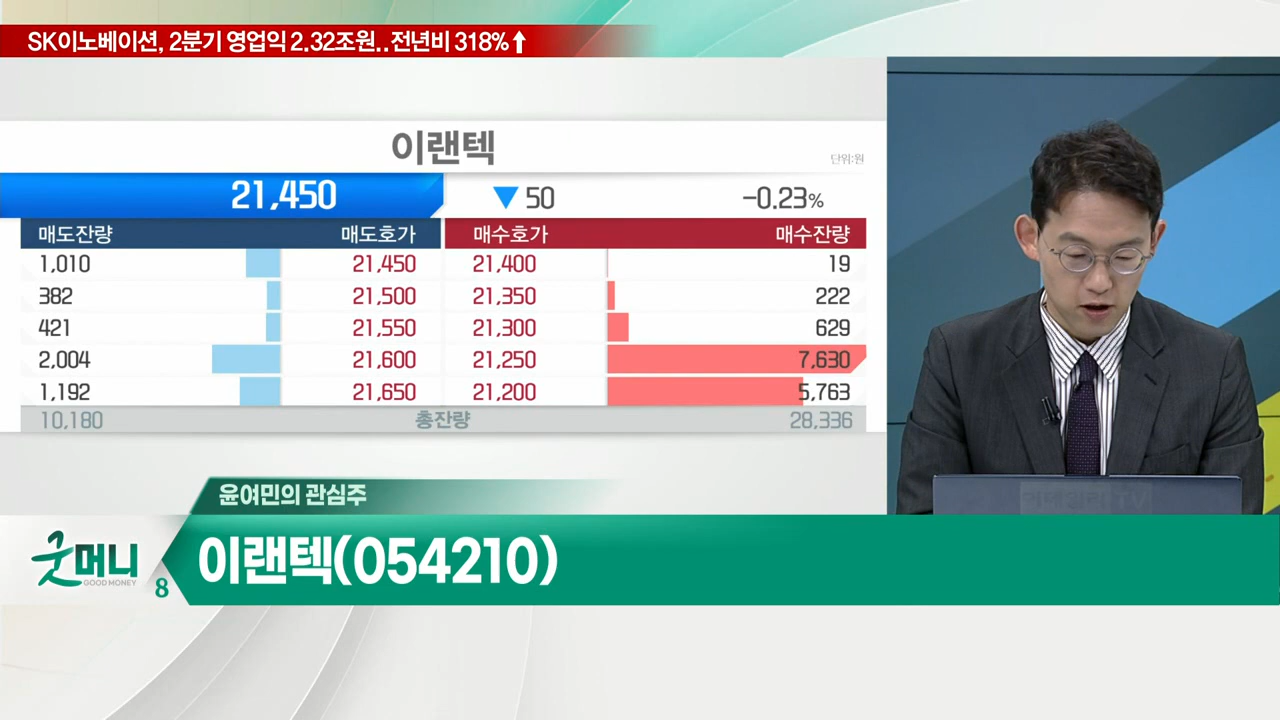 SK이노베이션, 2분기 영업익 2.32조원..전년비 318%⬆
이랜텍
단위:원
21,450 ▼50 -0.23%
매도잔량 매도호가 매수호가 매수잔량
1,010 21,450 21,400 19
382 21,500 21,350 222
421 21,550 21,300 629
2,004 21,600 21,250 7,630
1,192 21,650 21,200 5,763
10,180 총잔량 28,336
윤여민의 관심주
굿머니
GOOD MONEY
8
이랜텍(054210)
이데일리 TV